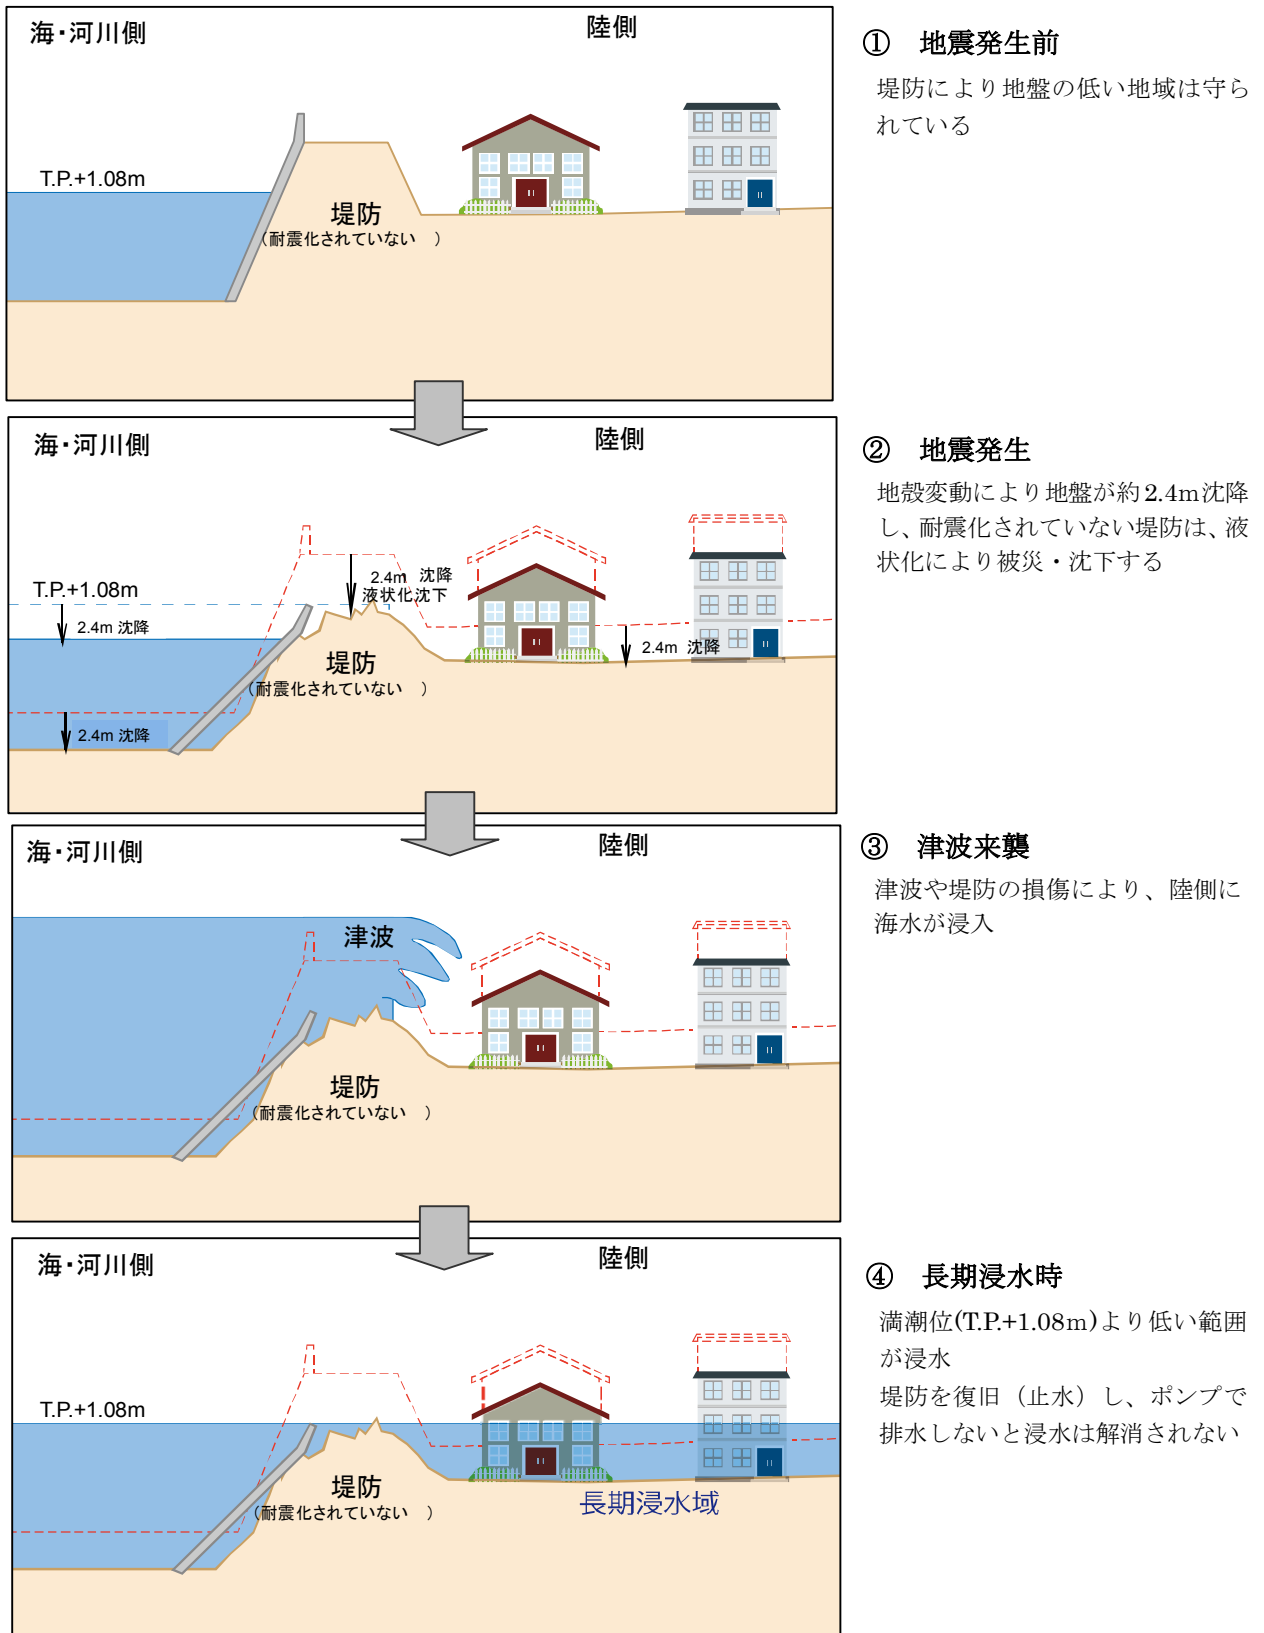 海・河川側
陸側
T.P.+1.08m
堤防
（耐震化されていない　）
① 地震発生前
堤防により地盤の低い地域は守ら
れている
海・河川側
陸側
T.P.+1.08m
2.4m 沈降
2.4m 沈降
液状化沈下
2.4m 沈降
堤防
（耐震化されていない　）
2.4m 沈降
② 地震発生
地殻変動により地盤が約2.4m沈降
し、耐震化されていない堤防は、液
状化により被災・沈下する
海・河川側
陸側
津波
堤防
（耐震化されていない　）
③ 津波来襲
津波や堤防の損傷により、陸側に
海水が浸入
海・河川側
陸側
T.P.+1.08m
堤防
（耐震化されていない　）
長期浸水域
④ 長期浸水時
満潮位(T.P.+1.08m)より低い範囲
が浸水
堤防を復旧（止水）し、ポンプで
排水しないと浸水は解消されない